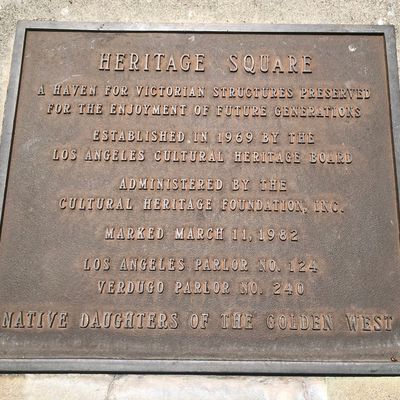 HERITAGE SQUARE
A HAVEN FOR VICTORIAN STRUCTURES PRESERVED
FOR THE ENJOYMENT OF FUTURE GENERATIONS
ESTABLISHED IN 1969 BY THE
LOS ANGELES CULTURAL HERITAGE BOARD
ADMINISTERED BY THE
CULTURAL HERITAGE FOUNDATION, INC.
MARKED MARCH 11, 1982
LOS ANGELES PARLOR NO. 124
VERDUGO PARLOR NO. 240
NATIVE DAUGHTERS OF THE GOLDEN WEST